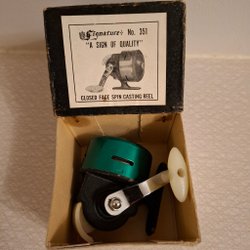 Signature No. 351
"A SIGN OF QUALITY"
CLOSED FACE SPIN CASTING REEL